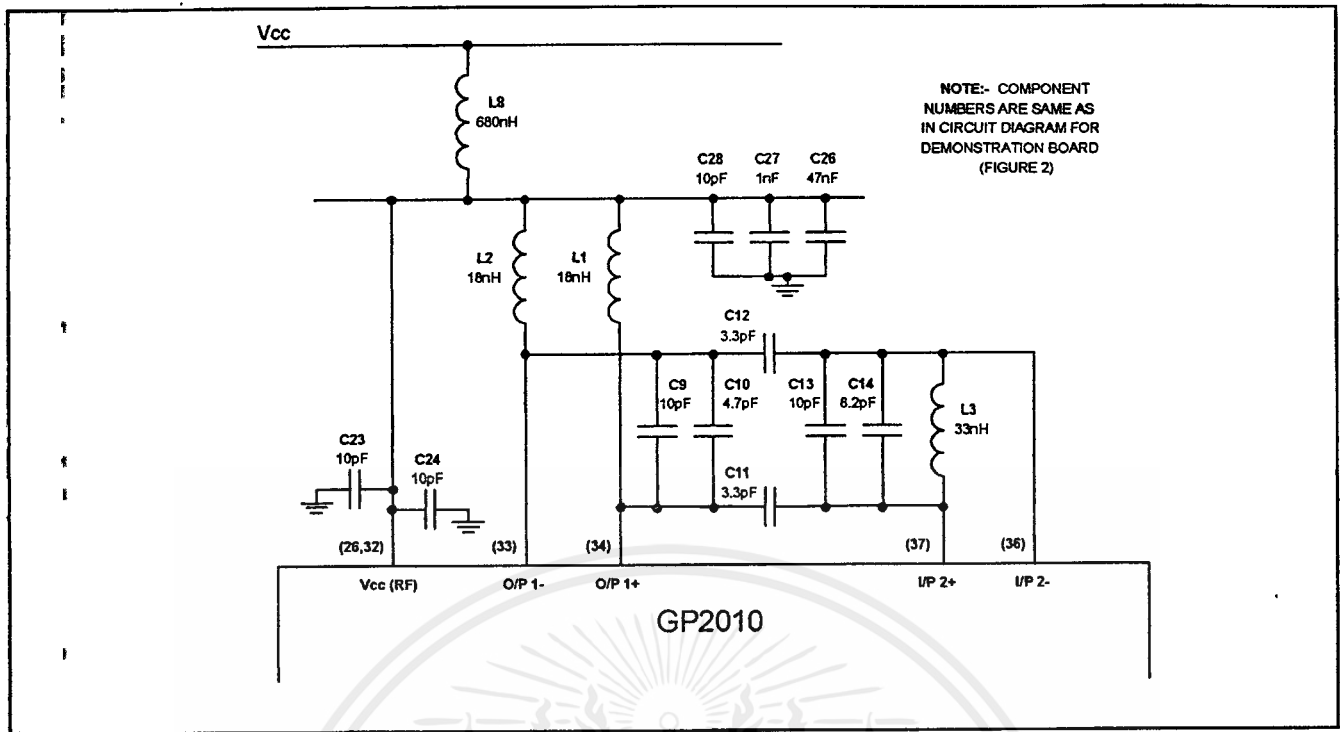 Vcc
L8
680nH
NOTE:- COMPONENT
NUMBERS ARE SAME AS
IN CIRCUIT DIAGRAM FOR
DEMONSTRATION BOARD
(FIGURE 2)
C28
10pF
C27
1nF
C26
47nF
L2
18nH
L1
18nH
C12
3.3pF
C9
10pF
C10
4.7pF
C13
10pF
C14
8.2pF
L3
33nH
C23
10pF
C24
10pF
C11
3.3pF
(26,32)
(33)
(34)
(37)
(36)
Vcc (RF)
O/P 1-
O/P 1+
I/P 2+
I/P 2-
GP2010